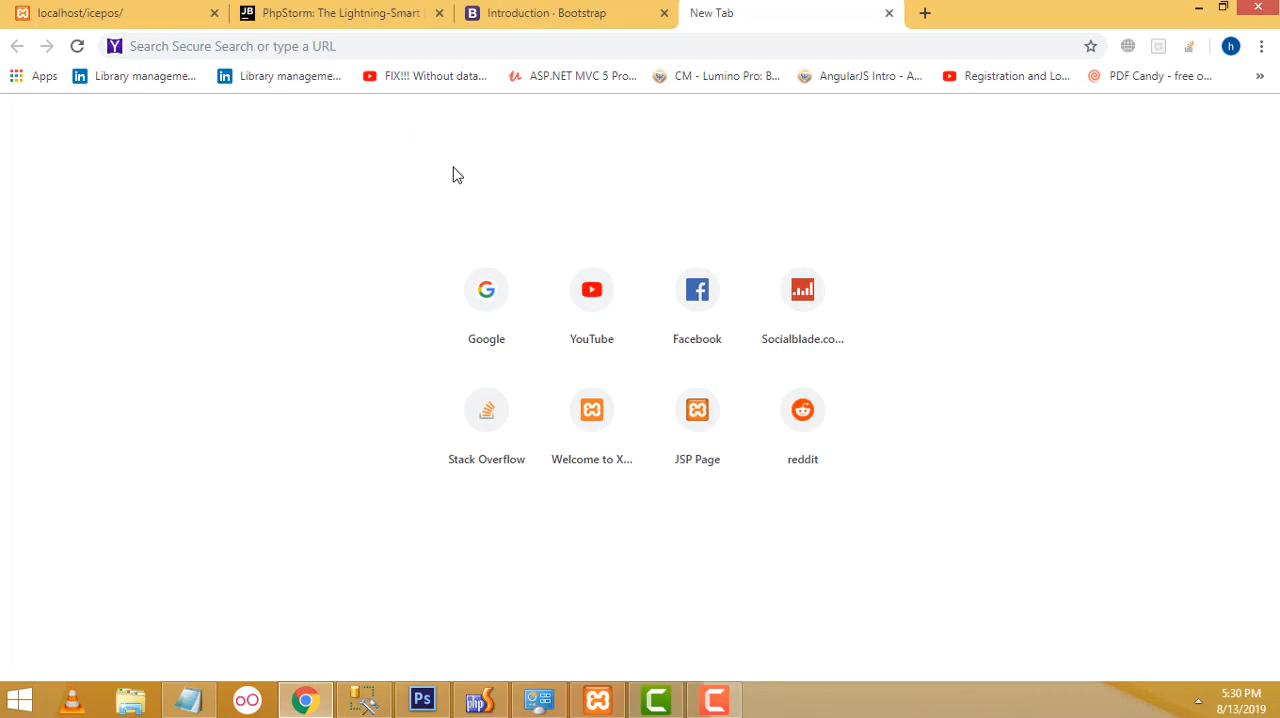 localhost/icepos/ PhpStorm: The Lightning-Smart Introduction · Bootstrap New Tab
Search Secure Search or type a URL h
Apps Library manageme... Library mneageme... FIX!!! Without data... ASP.NET MVC 5 Pro... CM - Lumino Pro: B... AngularJS Intro - A... Registration and Lo... PDF Candy - free o... »
Google YouTube Facebook Socialblade.co...
Stack Overflow Welcome to X... JSP Page reddit
5:30 PM
8/13/2019